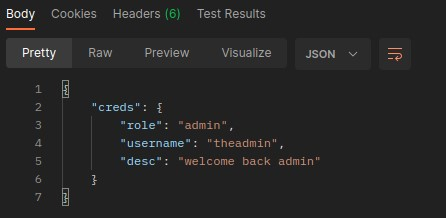 Body Cookies Headers (6) Test Results
Pretty Raw Preview Visualize JSON
1 {
2 "creds": {
3 "role": "admin",
4 "username": "theadmin",
5 "desc": "welcome back admin"
6 }
7 }